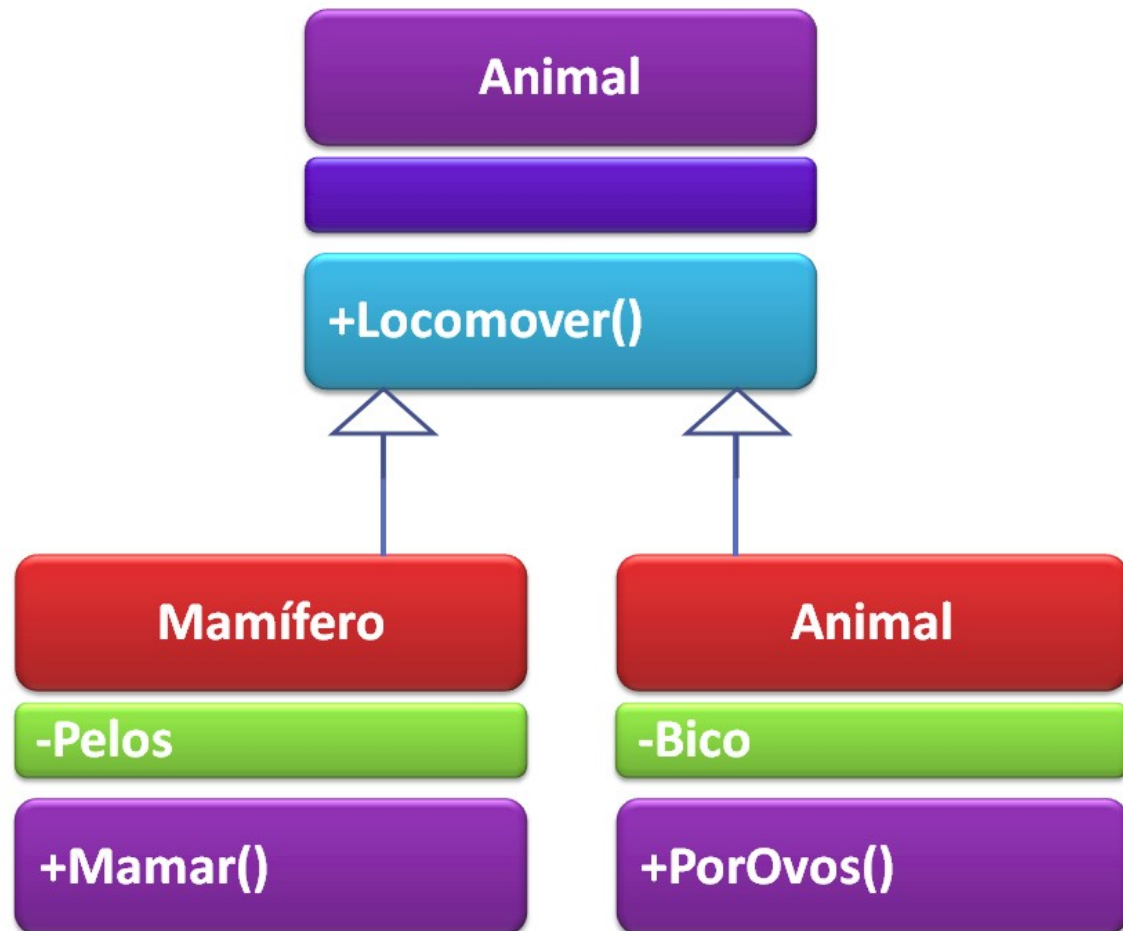 Animal
+Locomover()
Mamífero
-Pelos
+Mamar()
Animal
-Bico
+PorOvos()